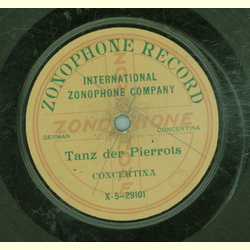 ZONOPHONE RECORD
INTERNATIONAL
ZONOPHONE COMPANY
ZONOPHONE
GERMAN
CONCERTINA
Tanz der Pierrots
CONCERTINA
X-5-29101